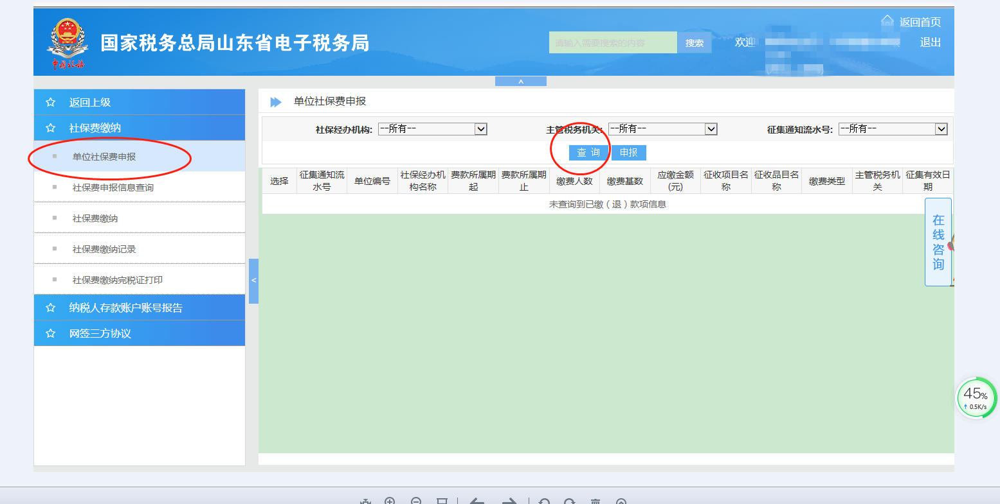 返回首页
国家税务总局山东省电子税务局
请输入需要搜索的内容
搜索
欢迎
退出
中国税务
返回上级
社保费缴纳
单位社保费申报
社保费申报信息查询
社保费缴纳
社保费缴纳记录
社保费缴纳完税证打印
纳税人存款账户账号报告
网签三方协议
<
单位社保费申报
社保经办机构: --所有--
主管税务机关: --所有--
征集通知流水号: --所有--
查 询
申报
选择
征集通知流
水号
单位编号
社保经办机
构名称
费款所属期
起
费款所属期
止
缴费人数
缴费基数
应缴金额
(元)
征收项目名
称
征收品目名
称
缴费类型
主管税务机
关
征集有效日
期
未查询到已缴（退）款项信息
在
线
咨
询
45%
0.5K/s